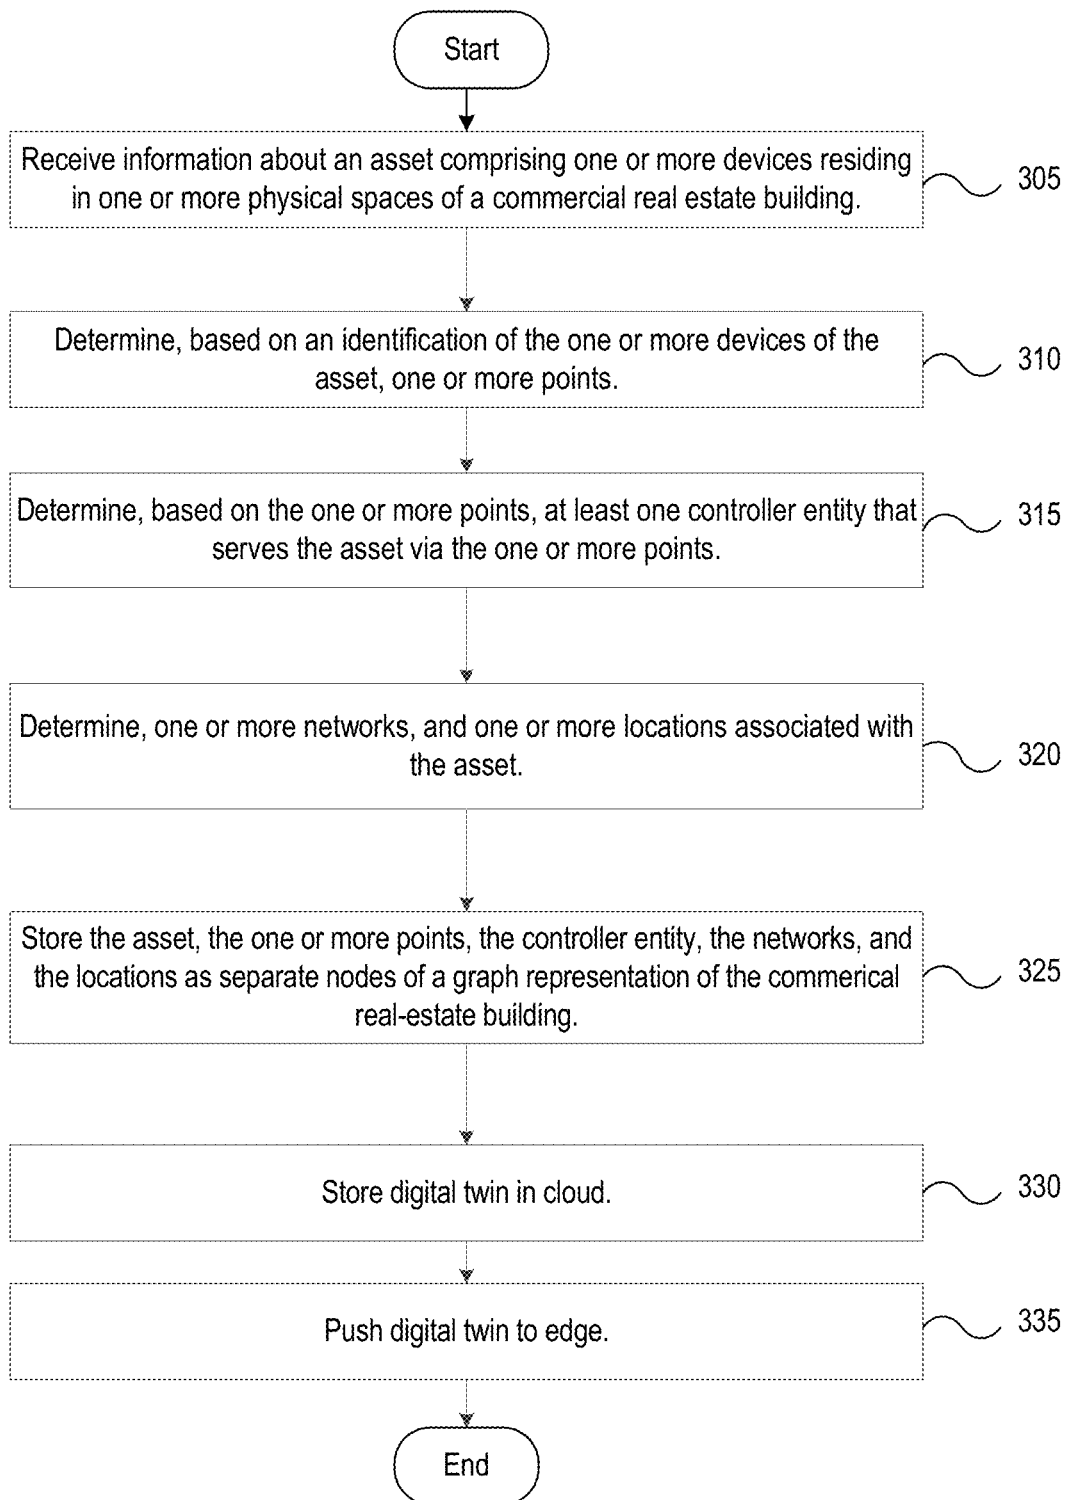 Start
Receive information about an asset comprising one or more devices residing
in one or more physical spaces of a commercial real estate building.
305
Determine, based on an identification of the one or more devices of the
asset, one or more points.
310
Determine, based on the one or more points, at least one controller entity that
serves the asset via the one or more points.
315
Determine, one or more networks, and one or more locations associated with
the asset.
320
Store the asset, the one or more points, the controller entity, the networks, and
the locations as separate nodes of a graph representation of the commerical
real-estate building.
325
Store digital twin in cloud.
330
Push digital twin to edge.
335
End